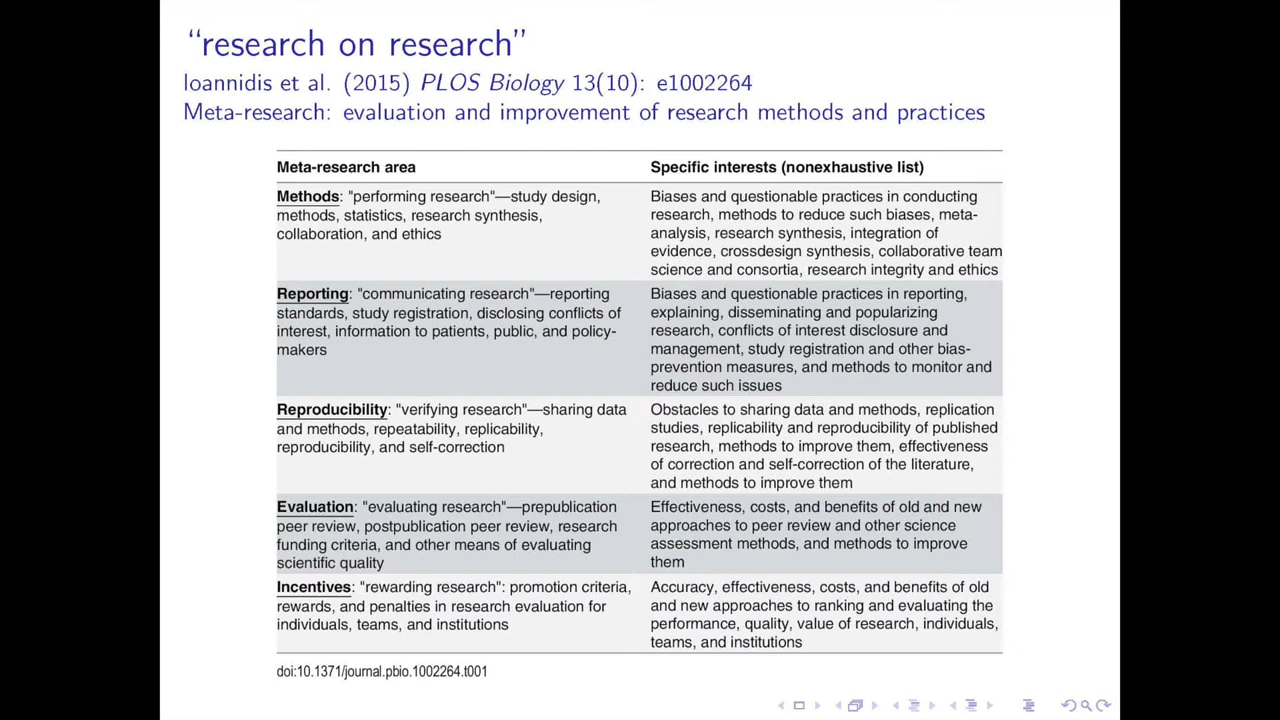 “research on research”
Ioannidis et al. (2015) PLOS Biology 13(10): e1002264
Meta-research: evaluation and improvement of research methods and practices
Meta-research area
Specific interests (nonexhaustive list)
Methods: "performing research"—study design,
methods, statistics, research synthesis,
collaboration, and ethics
Biases and questionable practices in conducting
research, methods to reduce such biases, meta-
analysis, research synthesis, integration of
evidence, crossdesign synthesis, collaborative team
science and consortia, research integrity and ethics
Reporting: "communicating research"—reporting
standards, study registration, disclosing conflicts of
interest, information to patients, public, and policy-
makers
Biases and questionable practices in reporting,
explaining, disseminating and popularizing
research, conflicts of interest disclosure and
management, study registration and other bias-
prevention measures, and methods to monitor and
reduce such issues
Reproducibility: "verifying research"—sharing data
and methods, repeatability, replicability,
reproducibility, and self-correction
Obstacles to sharing data and methods, replication
studies, replicability and reproducibility of published
research, methods to improve them, effectiveness
of correction and self-correction of the literature,
and methods to improve them
Evaluation: "evaluating research"—prepublication
peer review, postpublication peer review, research
funding criteria, and other means of evaluating
scientific quality
Effectiveness, costs, and benefits of old and new
approaches to peer review and other science
assessment methods, and methods to improve
them
Incentives: "rewarding research": promotion criteria,
rewards, and penalties in research evaluation for
individuals, teams, and institutions
Accuracy, effectiveness, costs, and benefits of old
and new approaches to ranking and evaluating the
performance, quality, value of research, individuals,
teams, and institutions
doi:10.1371/journal.pbio.1002264.t001